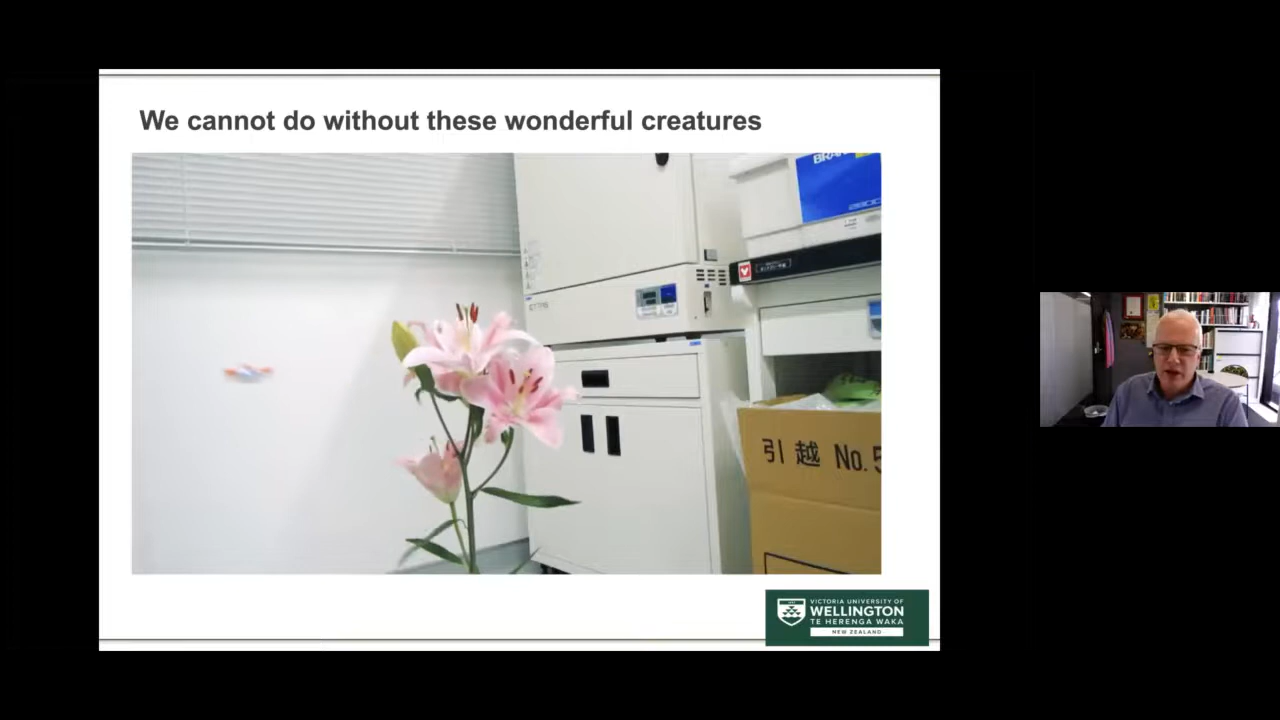 We cannot do without these wonderful creatures
引越 No. 5
VICTORIA UNIVERSITY OF
WELLINGTON
TE HERENGA WAKA
NEW ZEALAND